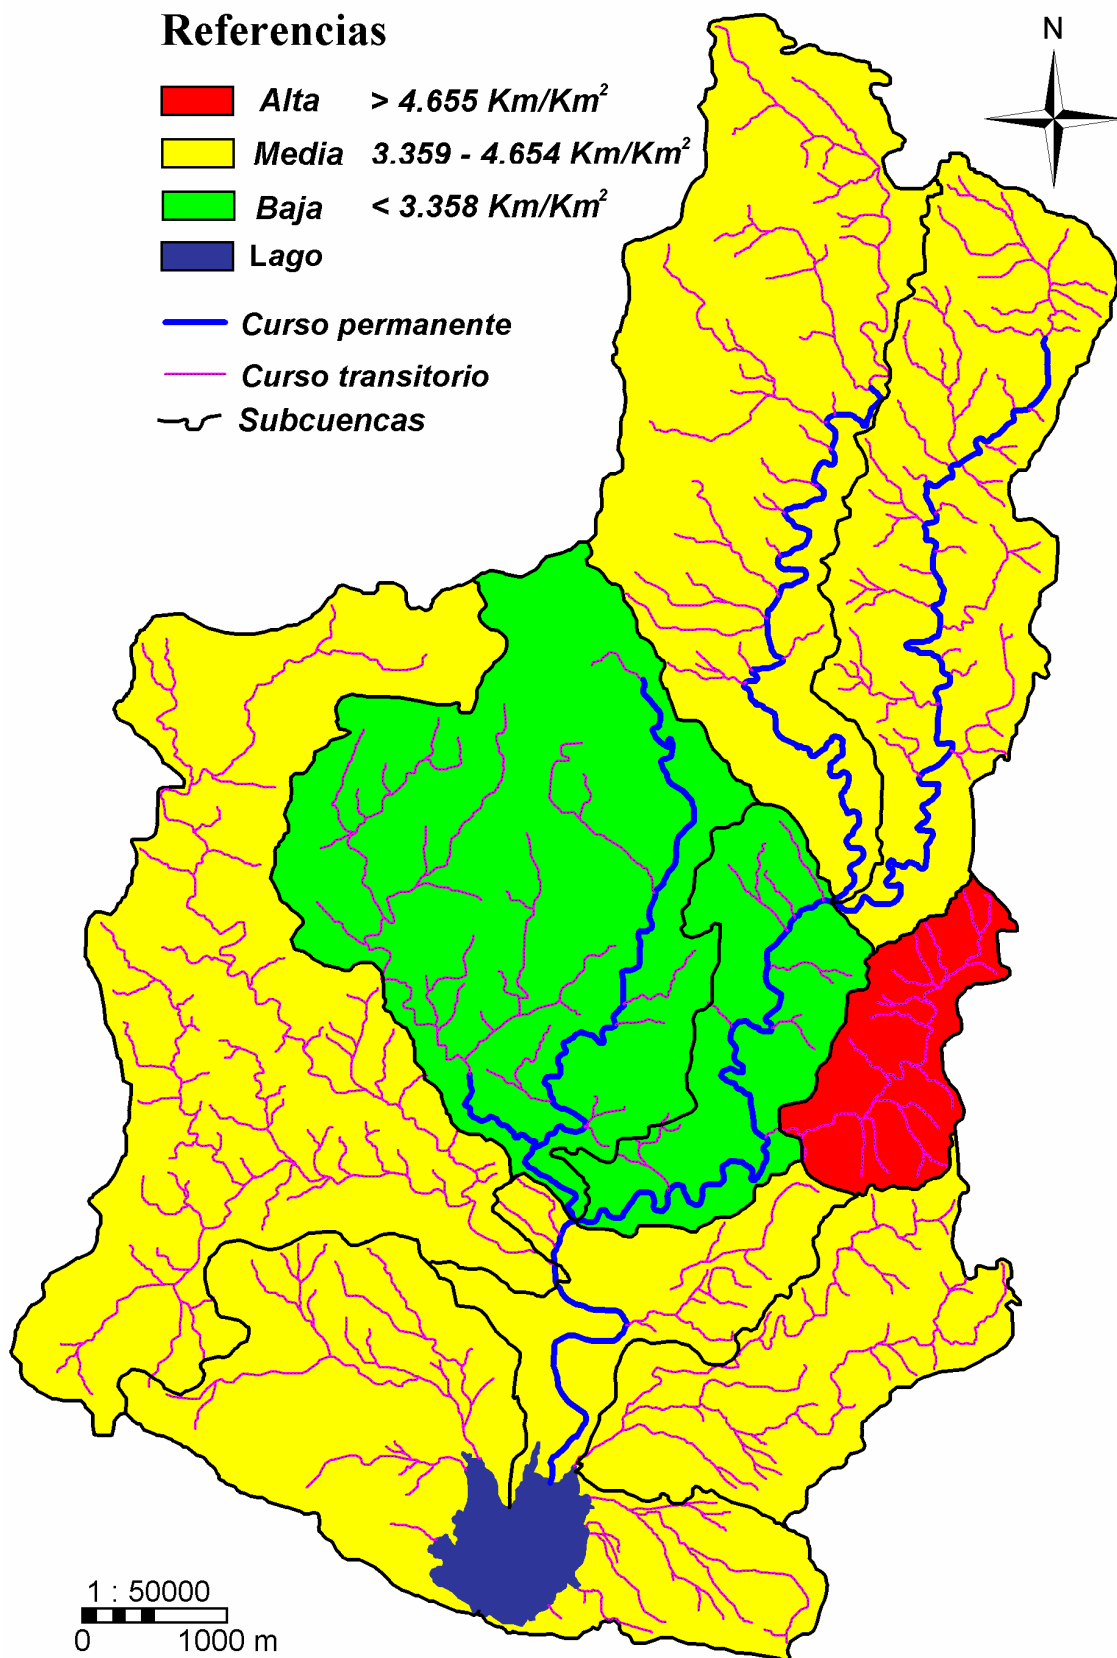 Referencias
N
Alta > 4.655 Km/Km²
Media 3.359 - 4.654 Km/Km²
Baja < 3.358 Km/Km²
Lago
Curso permanente
Curso transitorio
Subcuencas
1 : 50000
0 1000 m